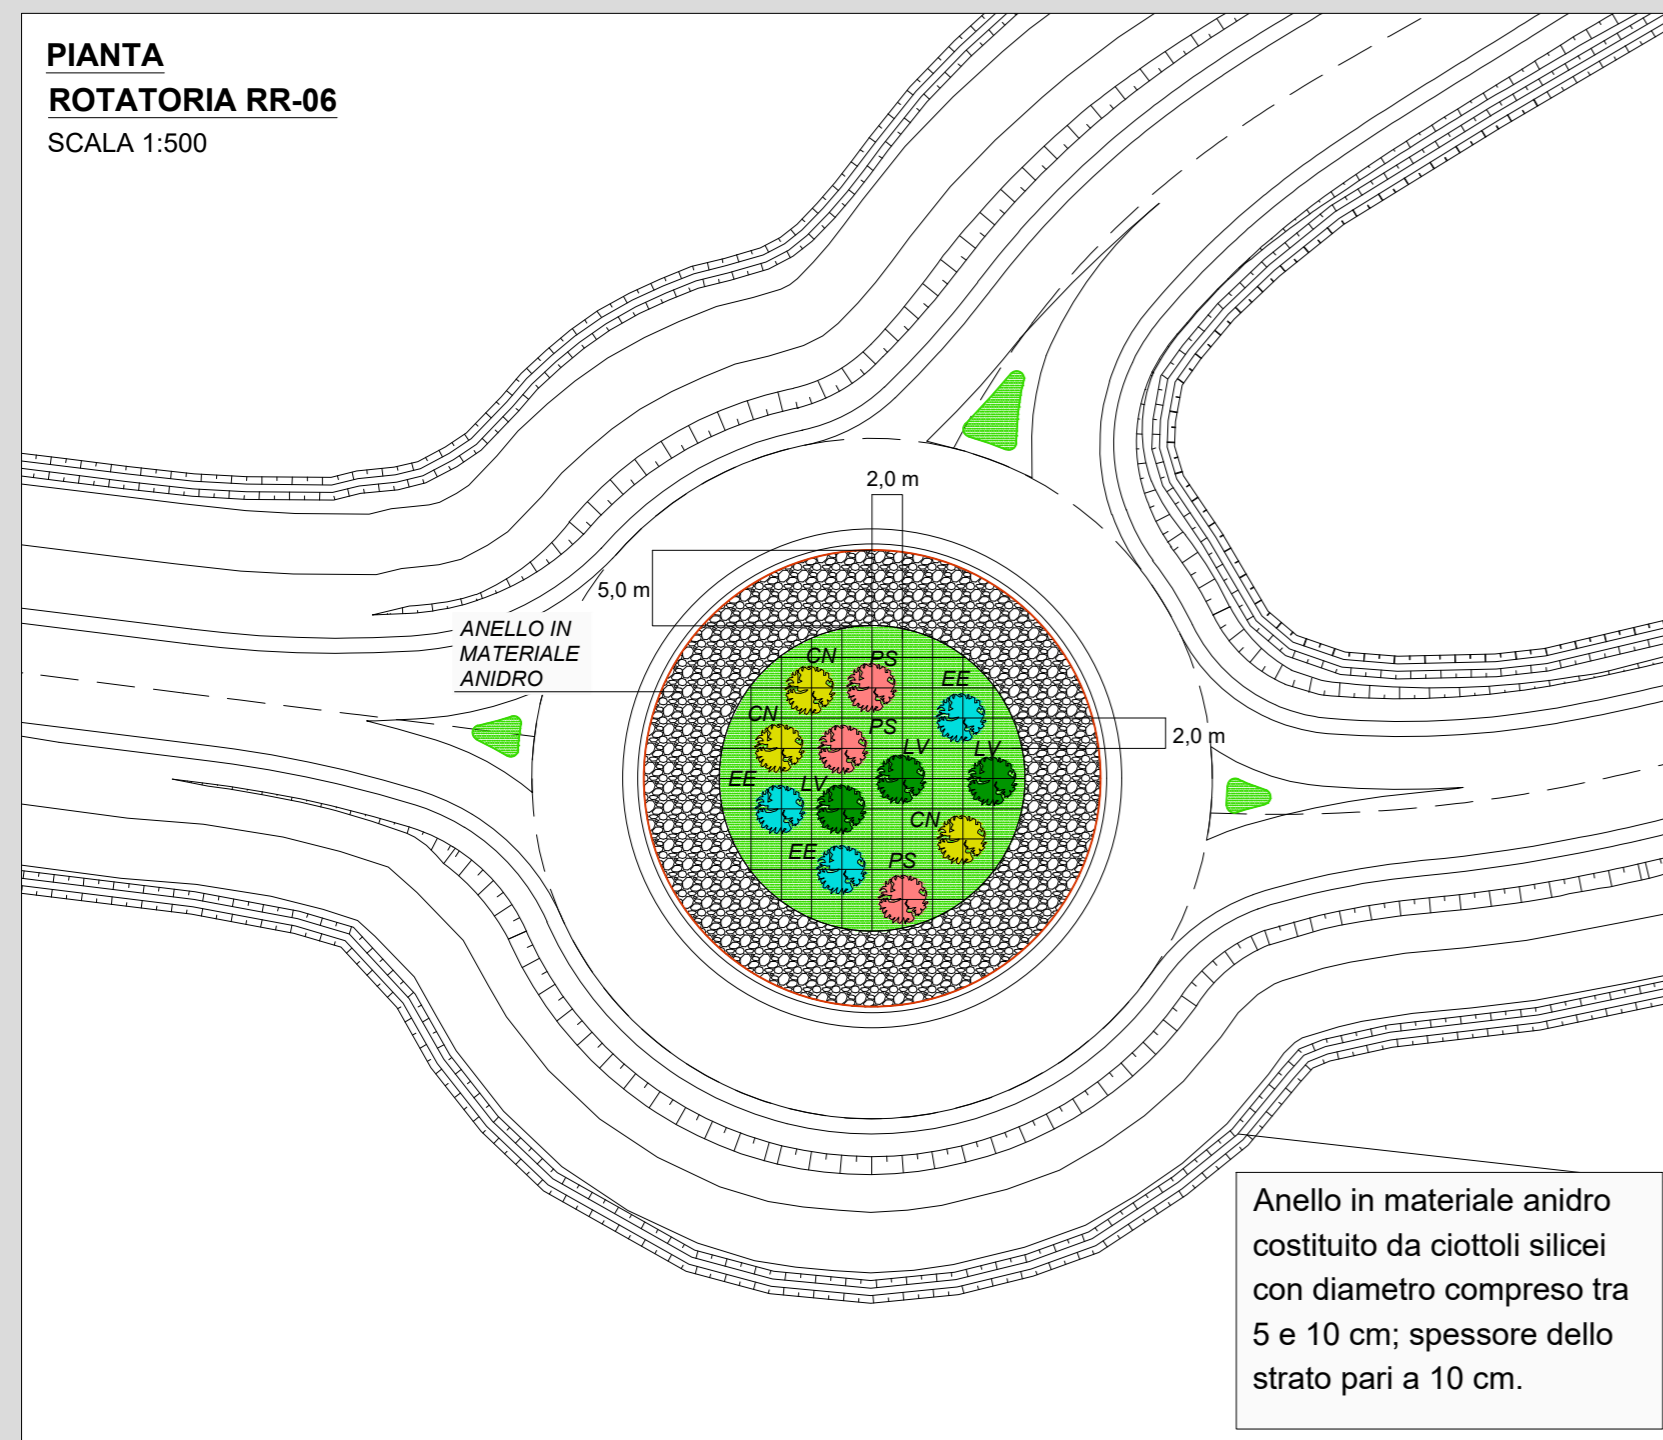 PIANTA
ROTATORIA RR-06
SCALA 1:500
2,0 m
5,0 m
ANELLO IN
MATERIALE
ANIDRO
CN
PS
EE
CN
PS
2,0 m
LV
LV
EE
LV
CN
EE
PS
Anello in materiale anidro
costituito da ciottoli silicei
con diametro compreso tra
5 e 10 cm; spessore dello
strato pari a 10 cm.